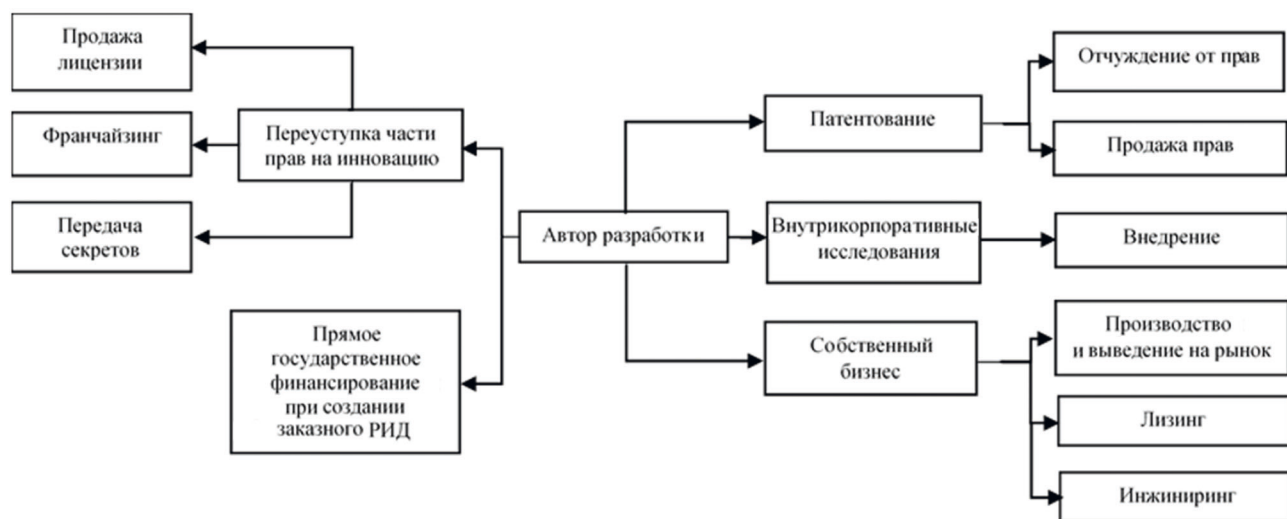 Продажа
лицензии
Франчайзинг
Передача
секретов
Переуступка части
прав на инновацию
Прямое
государственное
финансирование
при создании
заказного РИД
Автор разработки
Патентование
Внутрикорпоративные
исследования
Собственный
бизнес
Отчуждение от прав
Продажа прав
Внедрение
Производство
и выведение на рынок
Лизинг
Инжиниринг